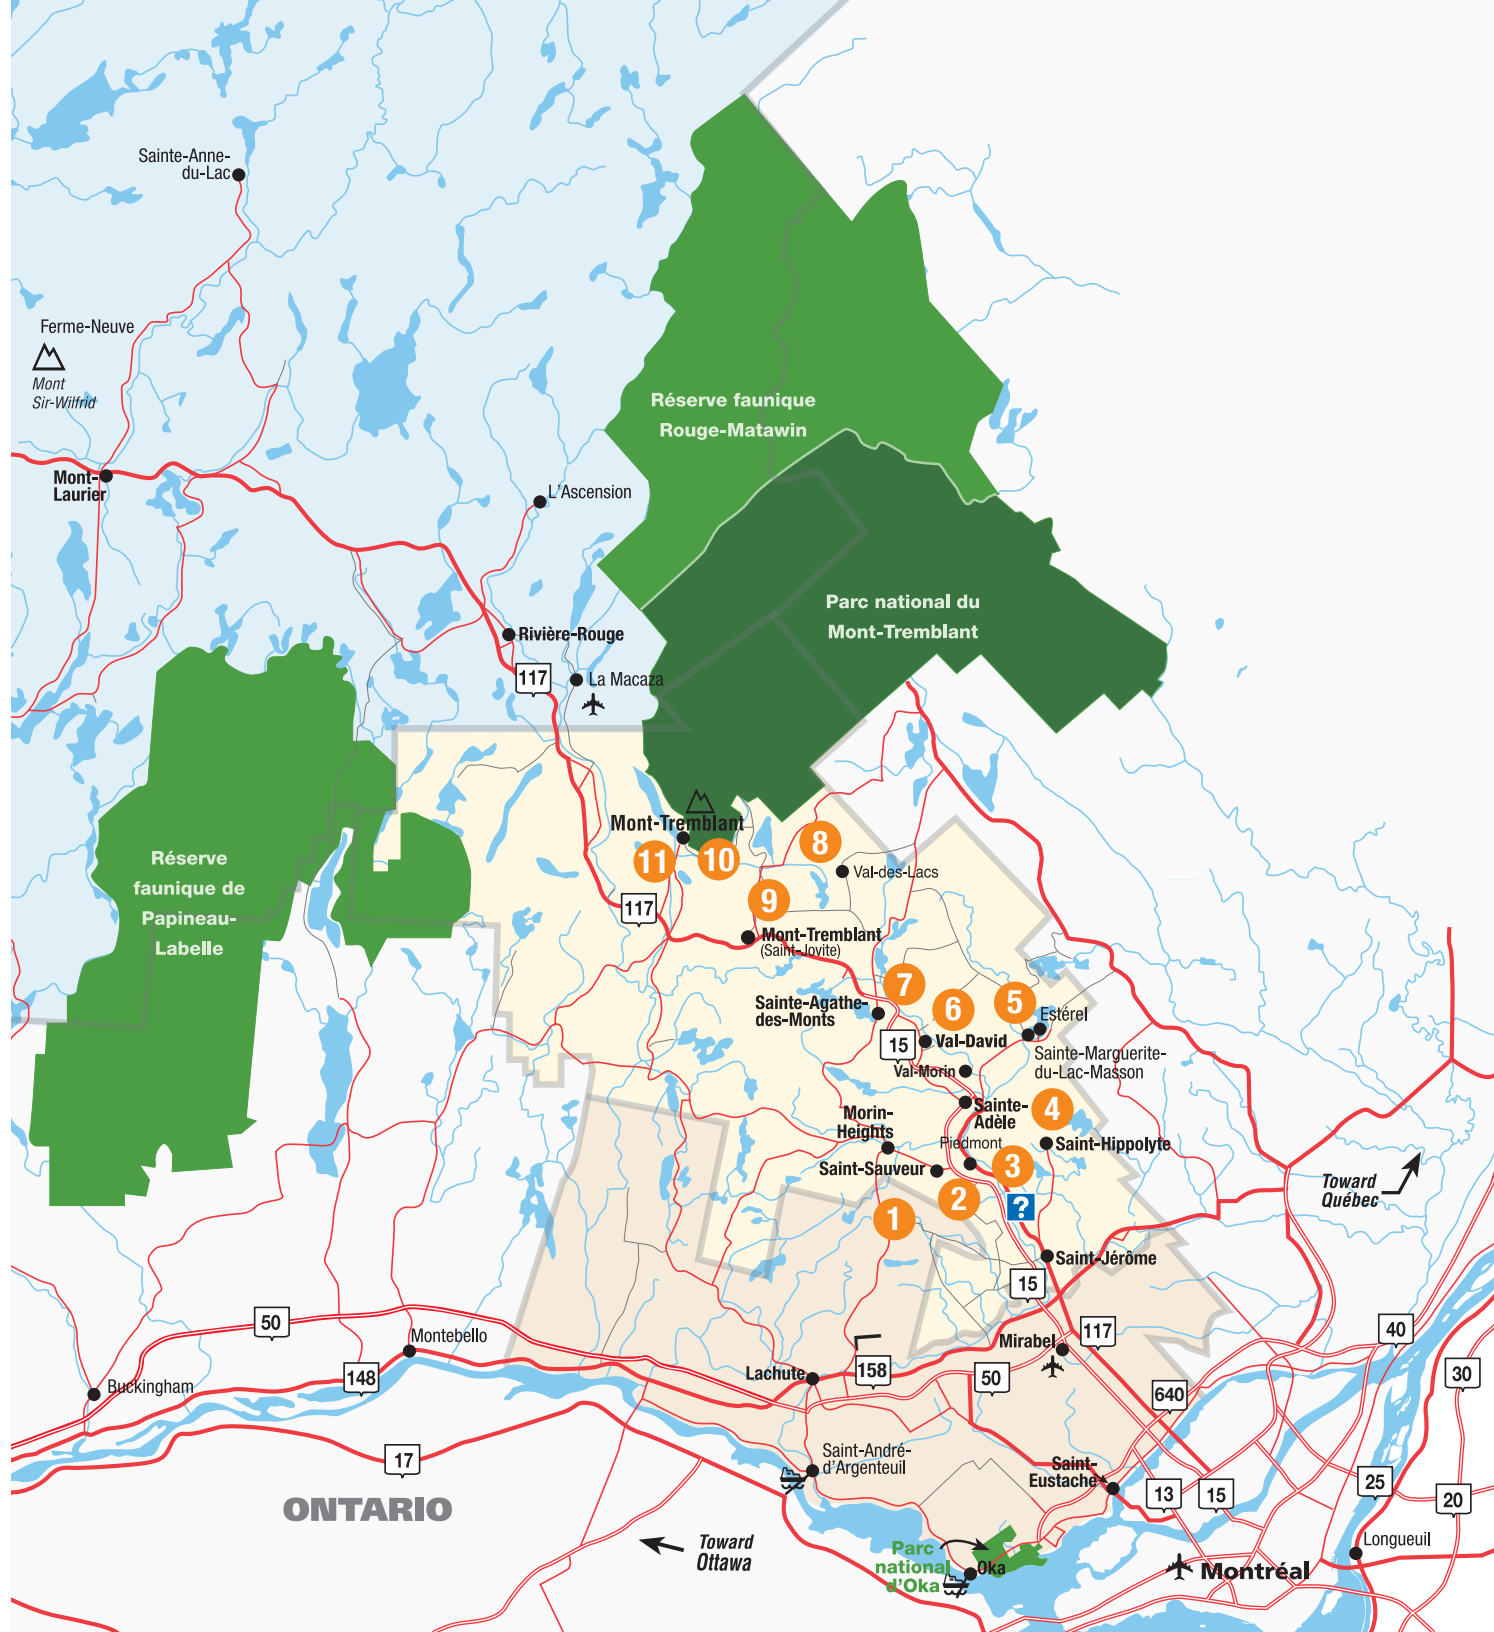 Sainte-Anne-
du-Lac
Ferme-Neuve
Mont
Sir-Wilfrid
Réserve faunique
Rouge-Matawin
Mont-
Laurier
L'Ascension
Parc national du
Mont-Tremblant
Rivière-Rouge
117
La Macaza
Mont-Tremblant
8
11
10
Val-des-Lacs
Réserve
faunique de
Papineau-
Labelle
117
9
Mont-Tremblant
(Saint-Jovite)
7
Sainte-Agathe-
des-Monts
6
5
Estérel
15
Val-David
Sainte-Marguerite-
du-Lac-Masson
Val-Morin
Sainte-
Adèle
4
Morin-
Heights
Piedmont
Saint-Hippolyte
Saint-Sauveur
3
2
1
?
Toward
Québec
Saint-Jérôme
15
50
Montebello
Mirabel
117
40
148
Buckingham
Lachute
158
50
640
30
17
Saint-André-
d'Argenteuil
Saint-
Eustache
13
15
25
20
ONTARIO
Toward
Ottawa
Parc
national
d'Oka
Oka
Longueuil
Montréal